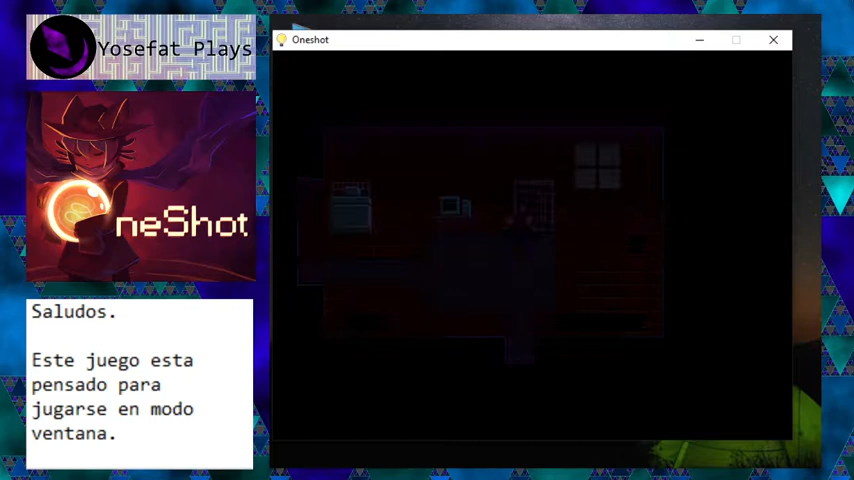 Yosefat Plays
Oneshot
neShot
Saludos.
Este juego esta
pensado para
jugarse en modo
ventana.